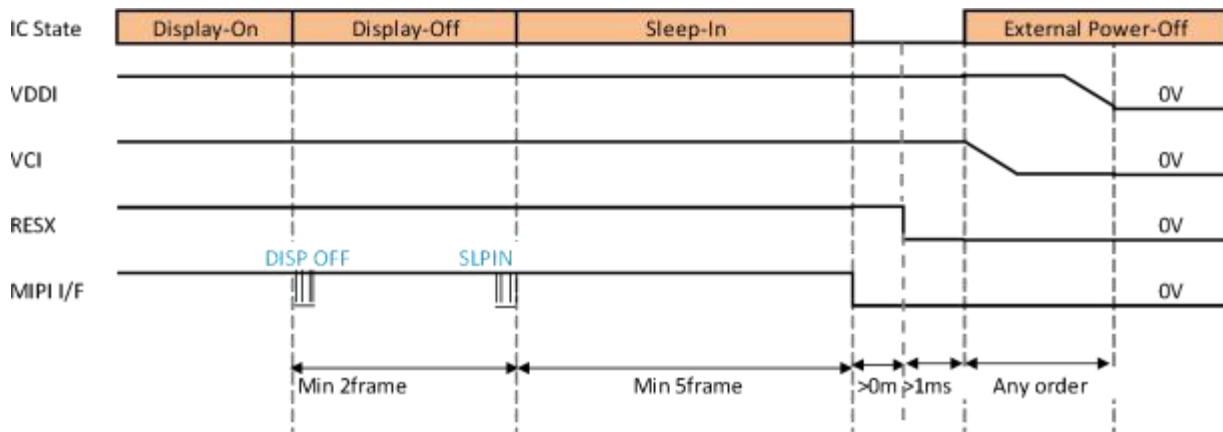 IC State Display-On Display-Off Sleep-In External Power-Off
VDDI 0V
VCI 0V
RESX 0V
DISP OFF SLPIN
MIPI I/F 0V
Min 2frame Min 5frame >0m >1ms Any order